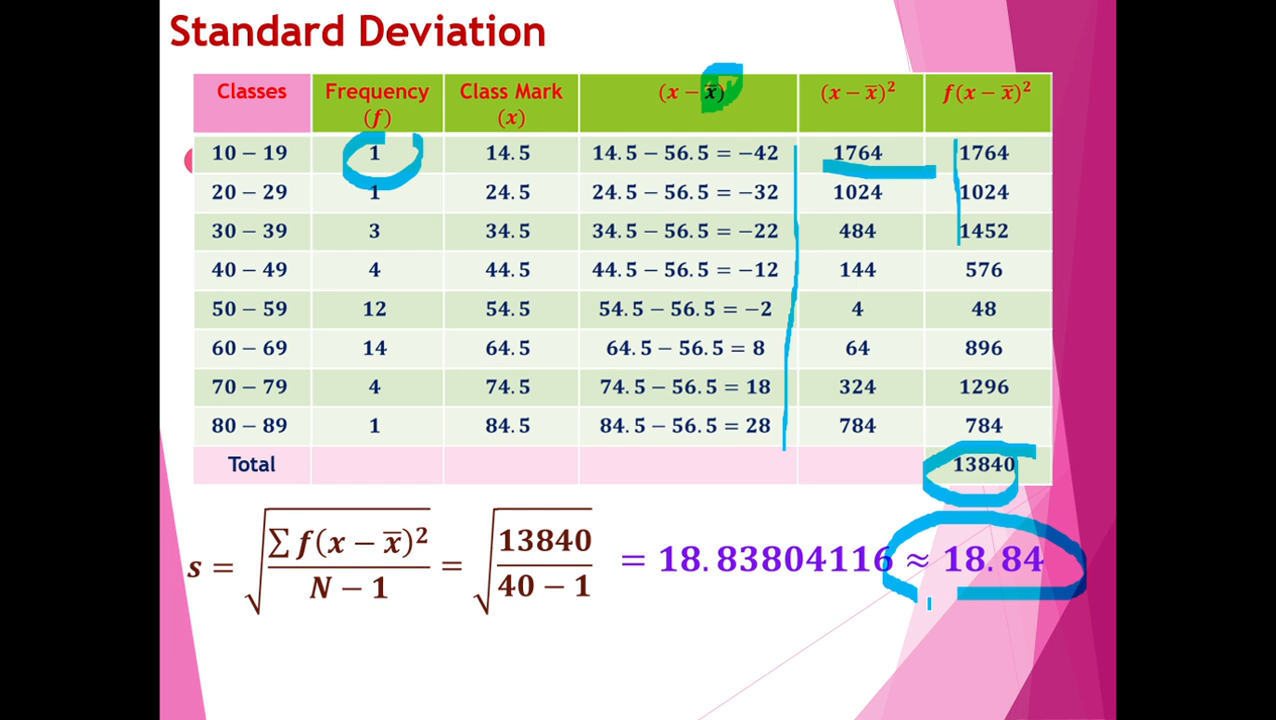 Standard Deviation
Classes Frequency (f) Class Mark (x) (x − x̄) (x − x̄)² f(x − x̄)²
10 − 19 1 14.5 14.5 − 56.5 = −42 1764 1764
20 − 29 1 24.5 24.5 − 56.5 = −32 1024 1024
30 − 39 3 34.5 34.5 − 56.5 = −22 484 1452
40 − 49 4 44.5 44.5 − 56.5 = −12 144 576
50 − 59 12 54.5 54.5 − 56.5 = −2 4 48
60 − 69 14 64.5 64.5 − 56.5 = 8 64 896
70 − 79 4 74.5 74.5 − 56.5 = 18 324 1296
80 − 89 1 84.5 84.5 − 56.5 = 28 784 784
Total 13840
s = √(∑ f(x − x̄)² / N − 1) = √(13840 / 40 − 1) = 18.83804116 ≈ 18.84